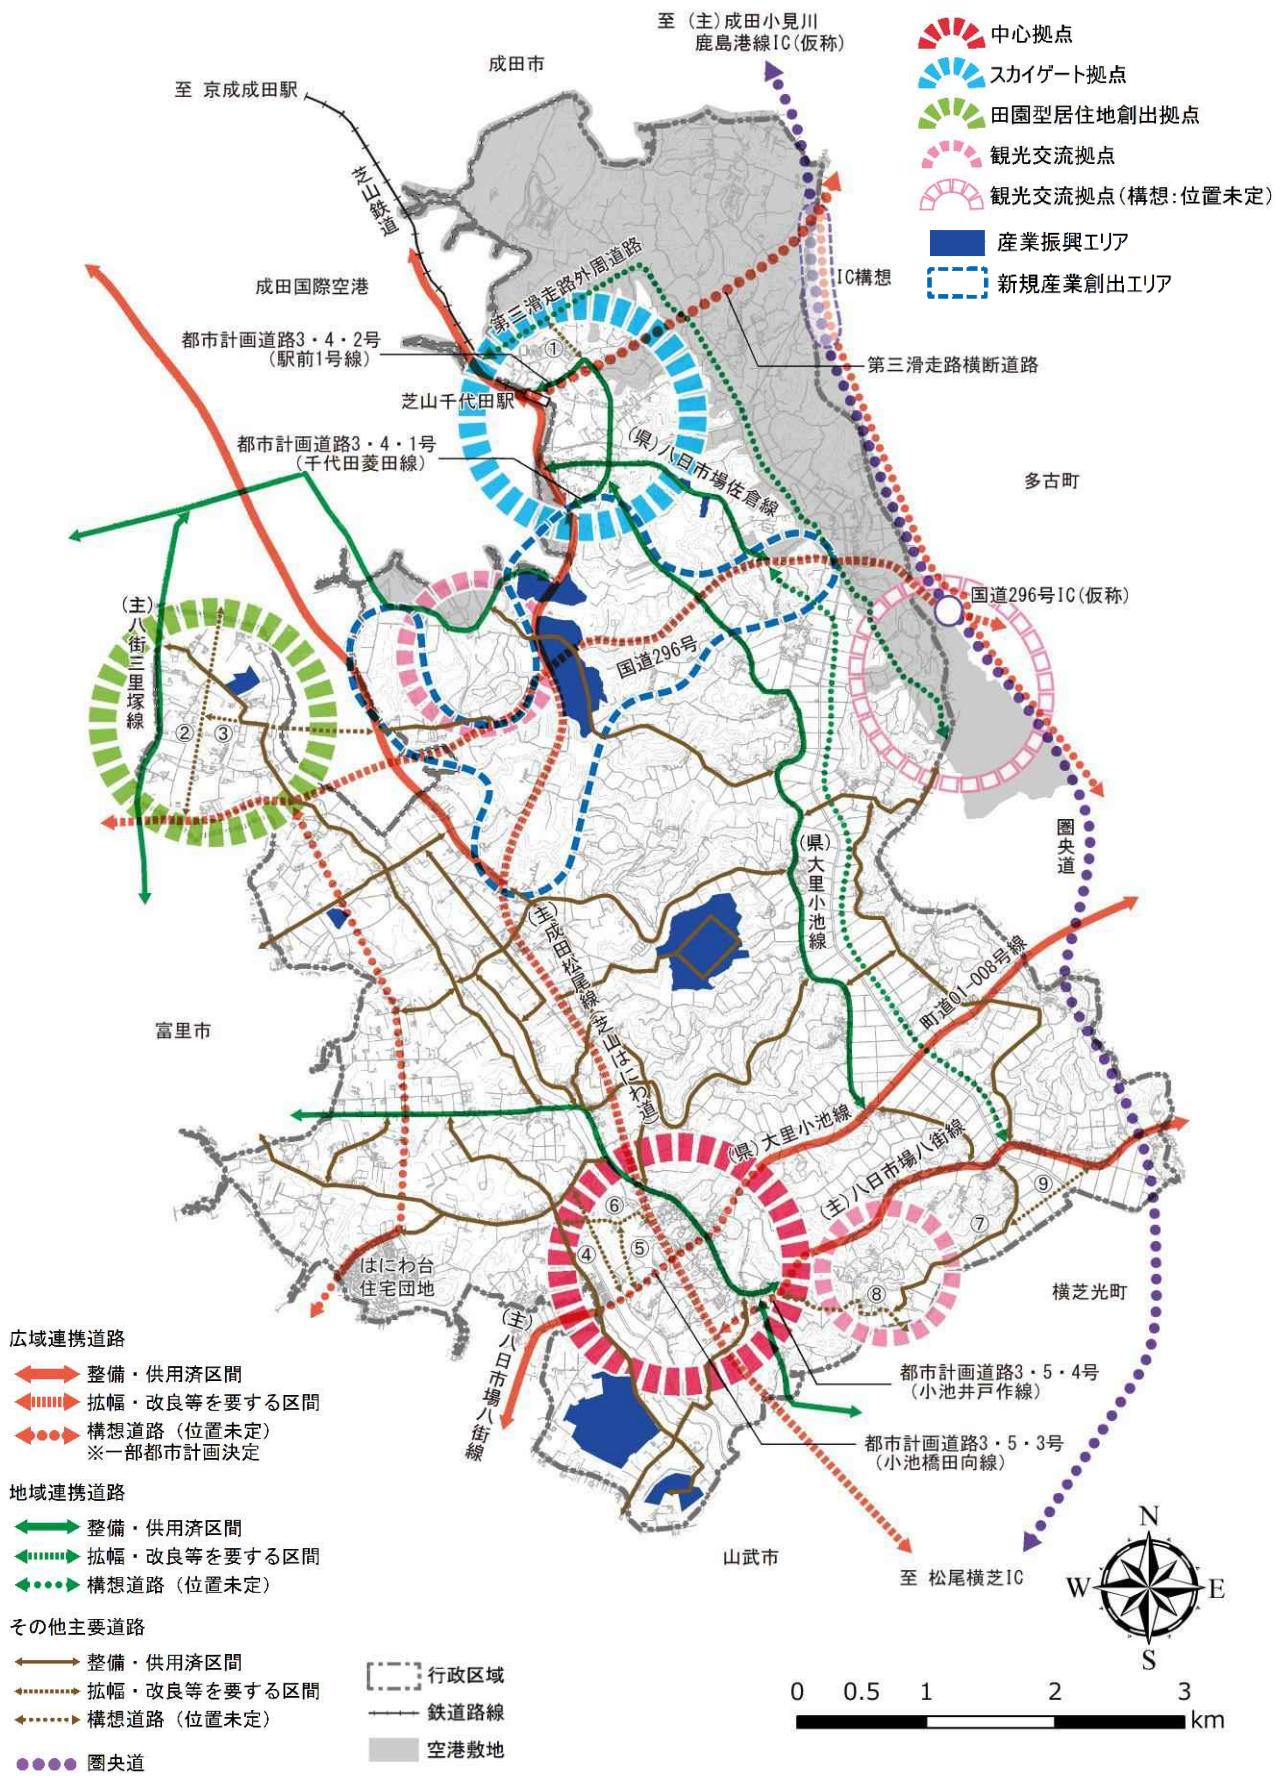 至 (主)成田小見川
鹿島港線IC(仮称)
成田市
至 京成成田駅
中心拠点
スカイゲート拠点
田園型居住地創出拠点
観光交流拠点
観光交流拠点(構想:位置未定)
産業振興エリア
新規産業創出エリア
芝山鉄道
成田国際空港
第三滑走路外周道路
IC構想
都市計画道路3・4・2号
(駅前1号線)
①
第三滑走路横断道路
芝山千代田駅
都市計画道路3・4・1号
(千代田菱田線)
(県)八日市場佐倉線
多古町
国道296号IC(仮称)
(主)八街三里塚線
国道296号
②
③
圏央道
(県)大里小池線
(主)成田松尾線(芝山はにわ道)
町道01-008号線
富里市
(県)大里小池線
(主)八日市場八街線
⑨
⑥
⑦
④
⑤
はにわ台
住宅団地
⑧
横芝光町
(主)八日市場八街線
都市計画道路3・5・4号
(小池井戸作線)
都市計画道路3・5・3号
(小池橋田向線)
山武市
至 松尾横芝IC
広域連携道路
整備・供用済区間
拡幅・改良等を要する区間
構想道路(位置未定)
※一部都市計画決定
地域連携道路
整備・供用済区間
拡幅・改良等を要する区間
構想道路(位置未定)
その他主要道路
整備・供用済区間
拡幅・改良等を要する区間
構想道路(位置未定)
圏央道
行政区域
鉄道路線
空港敷地
N
W
E
S
0 0.5 1 2 3
km